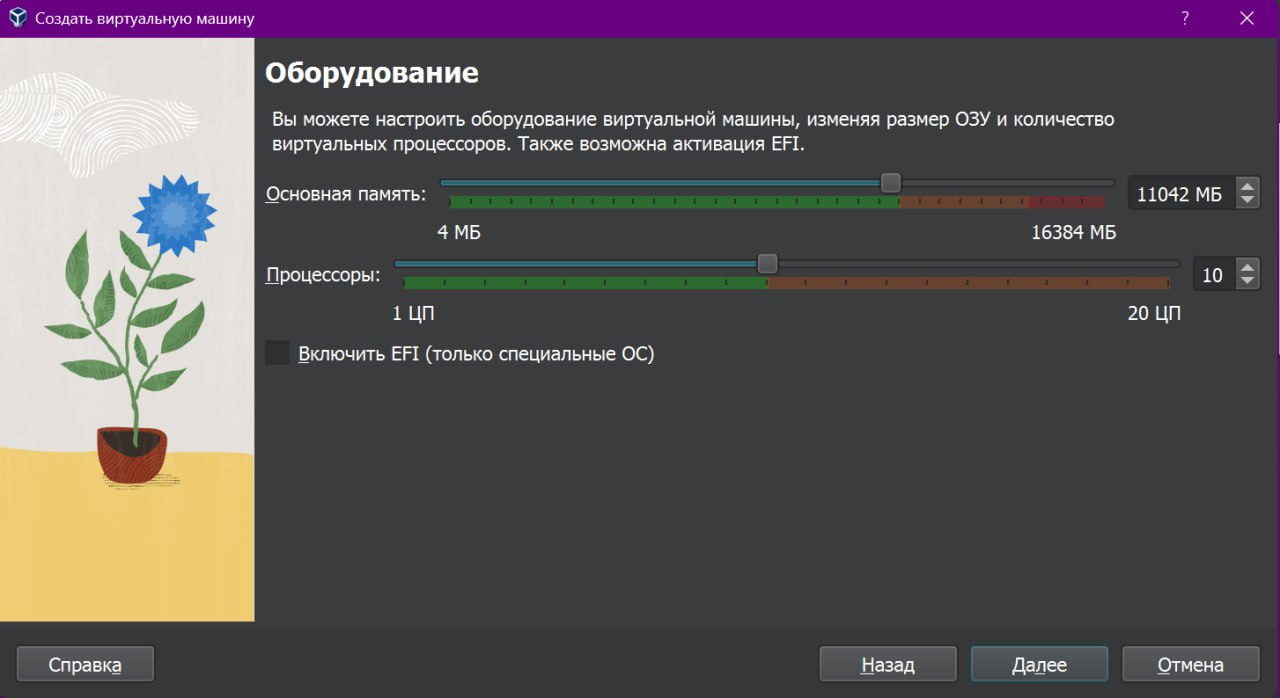 Создать виртуальную машину
?
Оборудование
Вы можете настроить оборудование виртуальной машины, изменяя размер ОЗУ и количество
виртуальных процессоров. Также возможна активация EFI.
Основная память: 11042 МБ
4 МБ 16384 МБ
Процессоры: 10
1 ЦП 20 ЦП
Включить EFI (только специальные ОС)
Справка Назад Далее Отмена